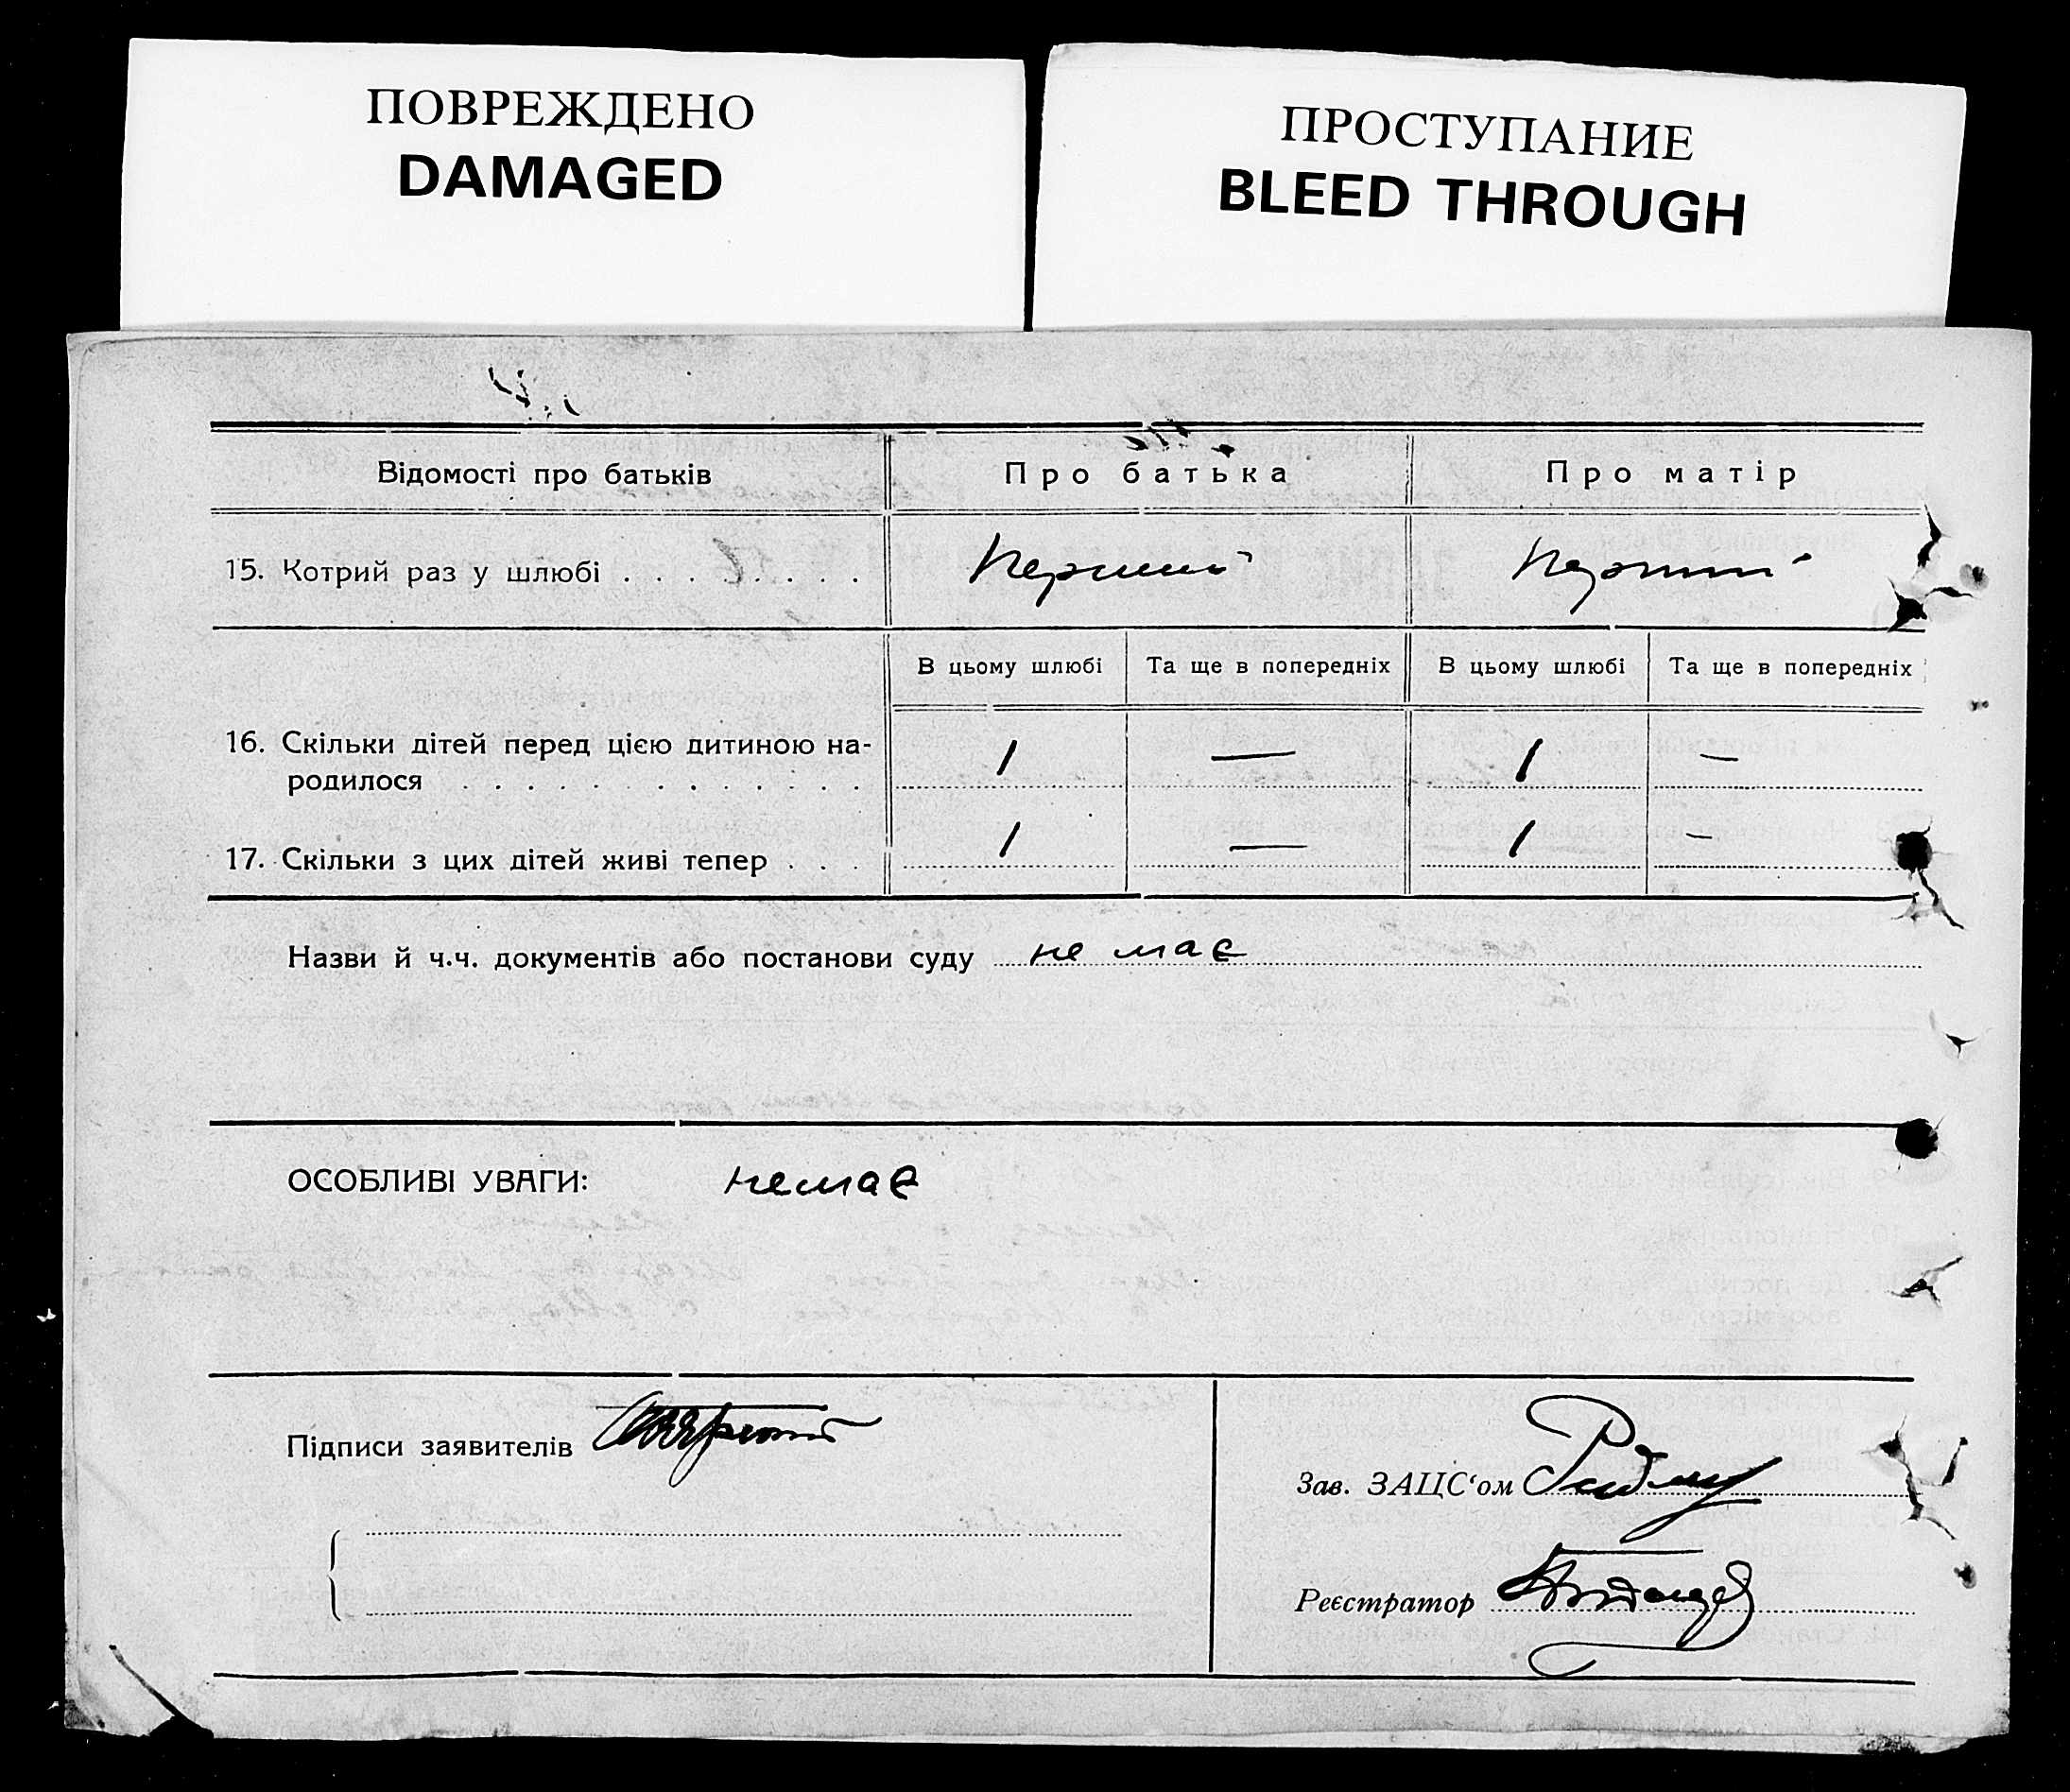 ПОВРЕЖДЕНО
DAMAGED
ПРОСТУПАНИЕ
BLEED THROUGH
Відомості про батьків Про батька Про матір
15. Котрий раз у шлюбі . . . . . . . . Перший Перший
В цьому шлюбі Та ще в попередніх В цьому шлюбі Та ще в попередніх
16. Скільки дітей перед цією дитиною на-
родилося . . . . . . . . . . . . . . 1 — 1 —
17. Скільки з цих дітей живі тепер . . . 1 — 1 —
Назви й ч.ч. документів або постанови суду не має
ОСОБЛИВІ УВАГИ: немає
Підписи заявителів
Зав. ЗАЦС‘ом
Реєстратор